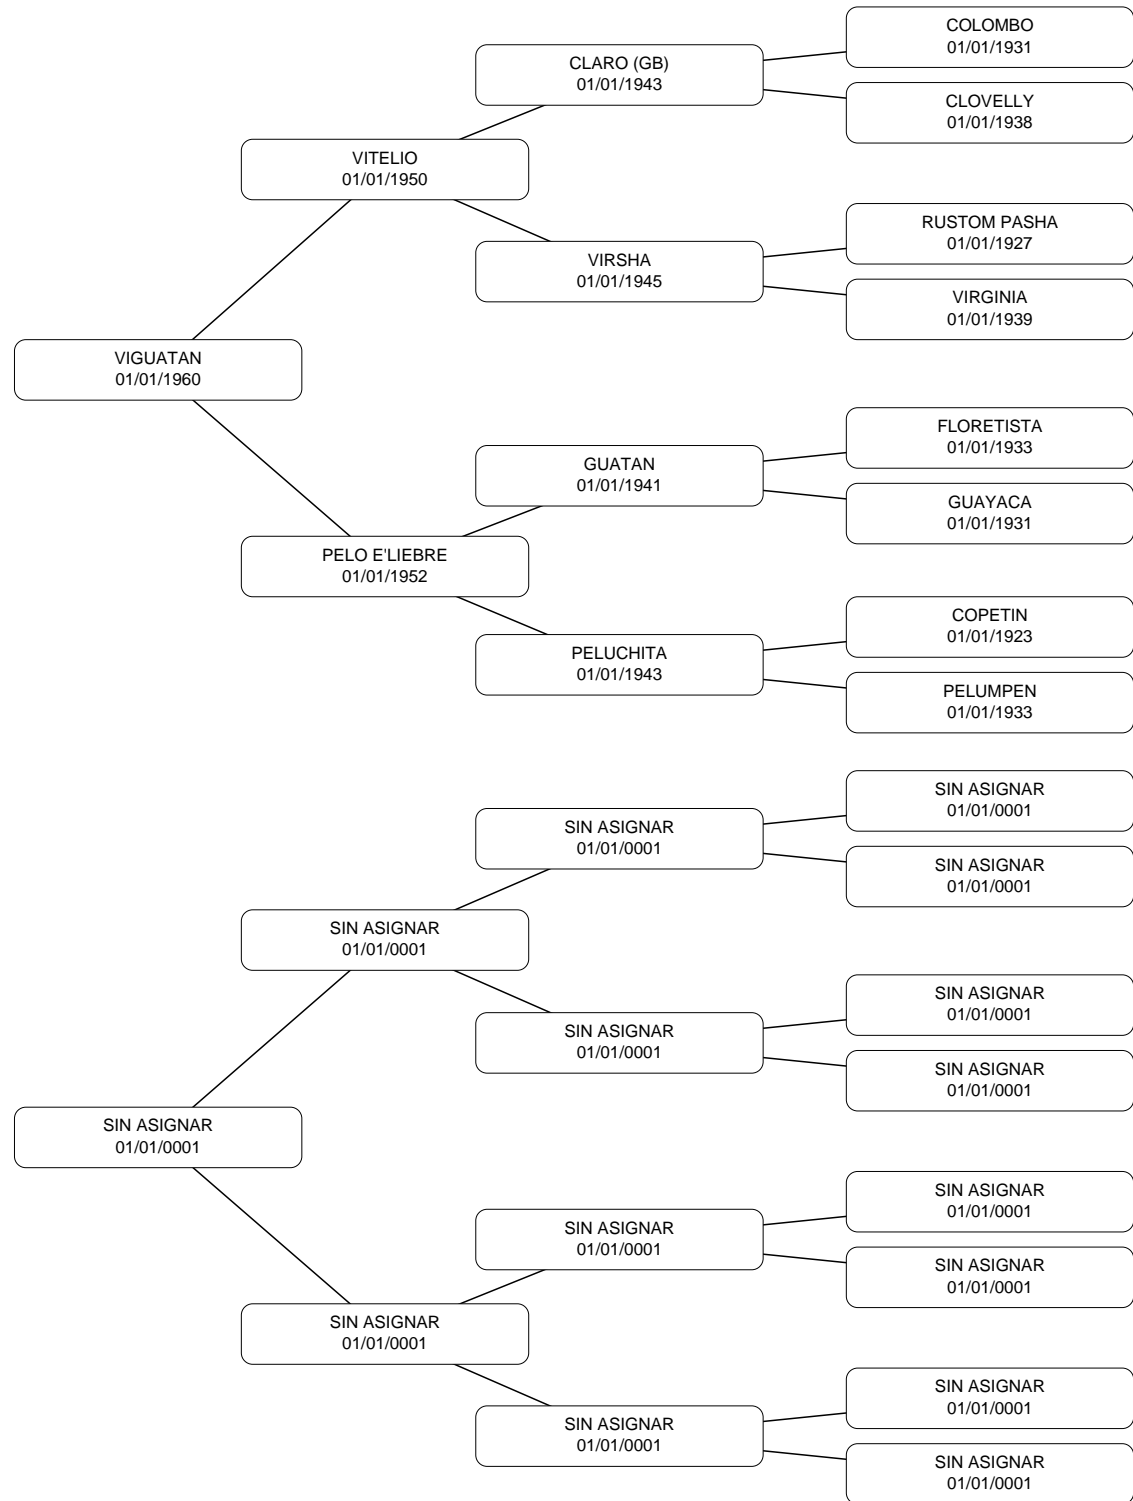 COLOMBO
01/01/1931
CLARO (GB)
01/01/1943
CLOVELLY
01/01/1938
VITELIO
01/01/1950
RUSTOM PASHA
01/01/1927
VIRSHA
01/01/1945
VIRGINIA
01/01/1939
VIGUATAN
01/01/1960
FLORETISTA
01/01/1933
GUATAN
01/01/1941
GUAYACA
01/01/1931
PELO E'LIEBRE
01/01/1952
COPETIN
01/01/1923
PELUCHITA
01/01/1943
PELUMPEN
01/01/1933
SIN ASIGNAR
01/01/0001
SIN ASIGNAR
01/01/0001
SIN ASIGNAR
01/01/0001
SIN ASIGNAR
01/01/0001
SIN ASIGNAR
01/01/0001
SIN ASIGNAR
01/01/0001
SIN ASIGNAR
01/01/0001
SIN ASIGNAR
01/01/0001
SIN ASIGNAR
01/01/0001
SIN ASIGNAR
01/01/0001
SIN ASIGNAR
01/01/0001
SIN ASIGNAR
01/01/0001
SIN ASIGNAR
01/01/0001
SIN ASIGNAR
01/01/0001
SIN ASIGNAR
01/01/0001